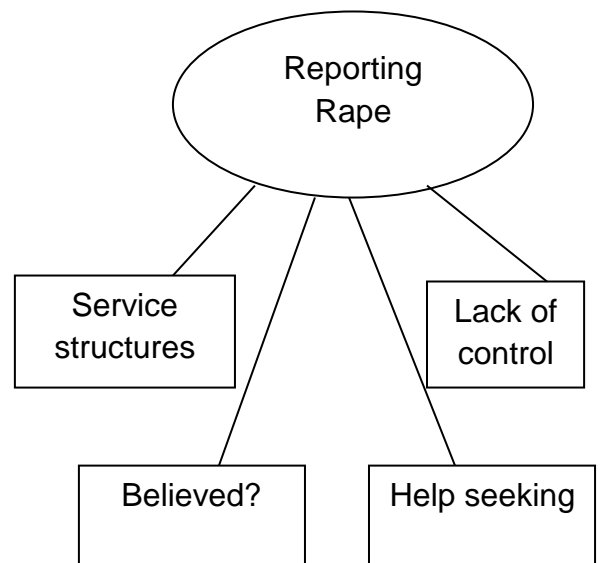 Reporting
Rape
Service
structures
Lack of
control
Believed?
Help seeking